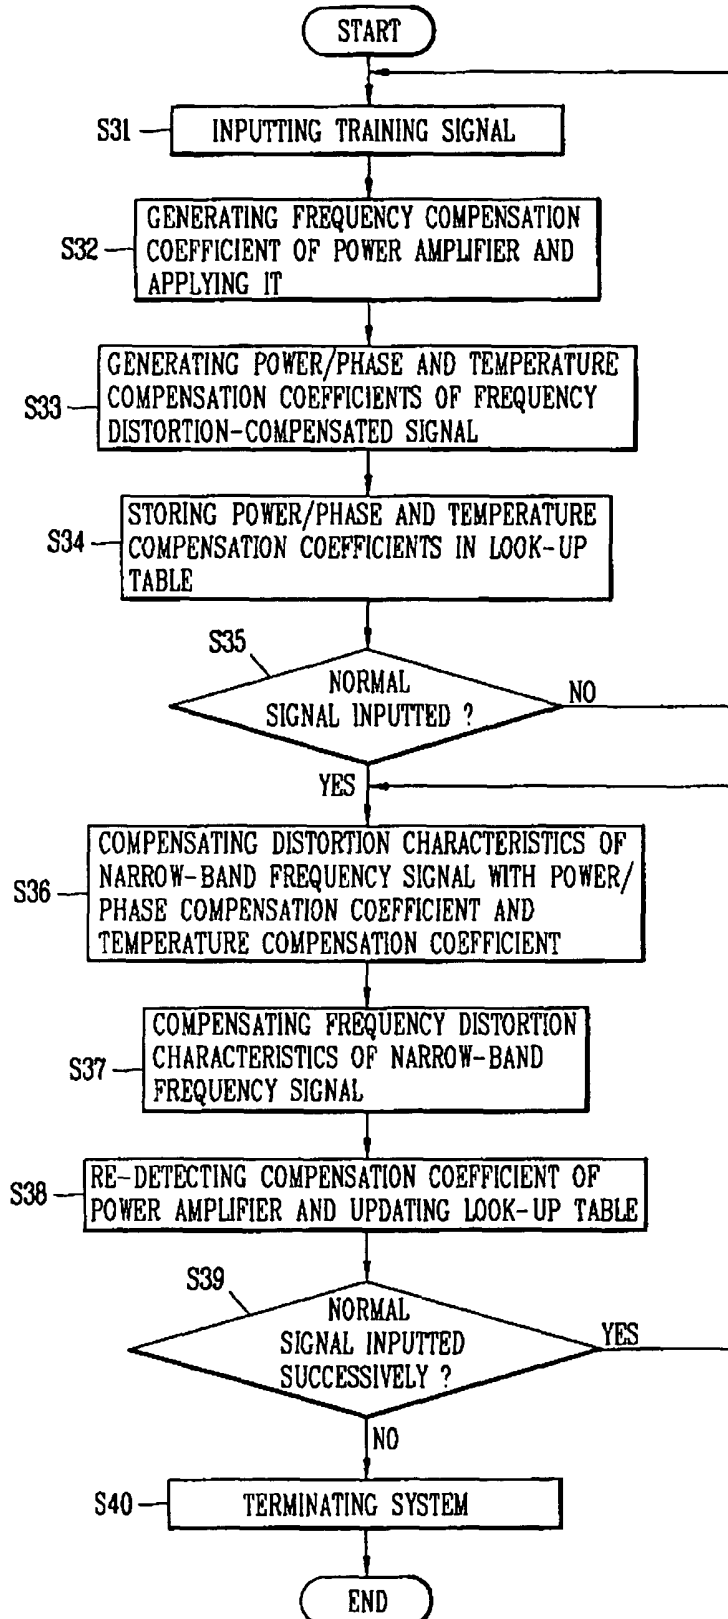 START
S31
INPUTTING TRAINING SIGNAL
S32
GENERATING FREQUENCY COMPENSATION
COEFFICIENT OF POWER AMPLIFIER AND
APPLYING IT
S33
GENERATING POWER/PHASE AND TEMPERATURE
COMPENSATION COEFFICIENTS OF FREQUENCY
DISTORTION-COMPENSATED SIGNAL
S34
STORING POWER/PHASE AND TEMPERATURE
COMPENSATION COEFFICIENTS IN LOOK-UP
TABLE
S35
NORMAL
SIGNAL INPUTTED ?
NO
YES
S36
COMPENSATING DISTORTION CHARACTERISTICS OF
NARROW-BAND FREQUENCY SIGNAL WITH POWER/
PHASE COMPENSATION COEFFICIENT AND
TEMPERATURE COMPENSATION COEFFICIENT
S37
COMPENSATING FREQUENCY DISTORTION
CHARACTERISTICS OF NARROW-BAND
FREQUENCY SIGNAL
S38
RE-DETECTING COMPENSATION COEFFICIENT OF
POWER AMPLIFIER AND UPDATING LOOK-UP TABLE
S39
NORMAL
SIGNAL INPUTTED
SUCCESSIVELY ?
YES
NO
S40
TERMINATING SYSTEM
END